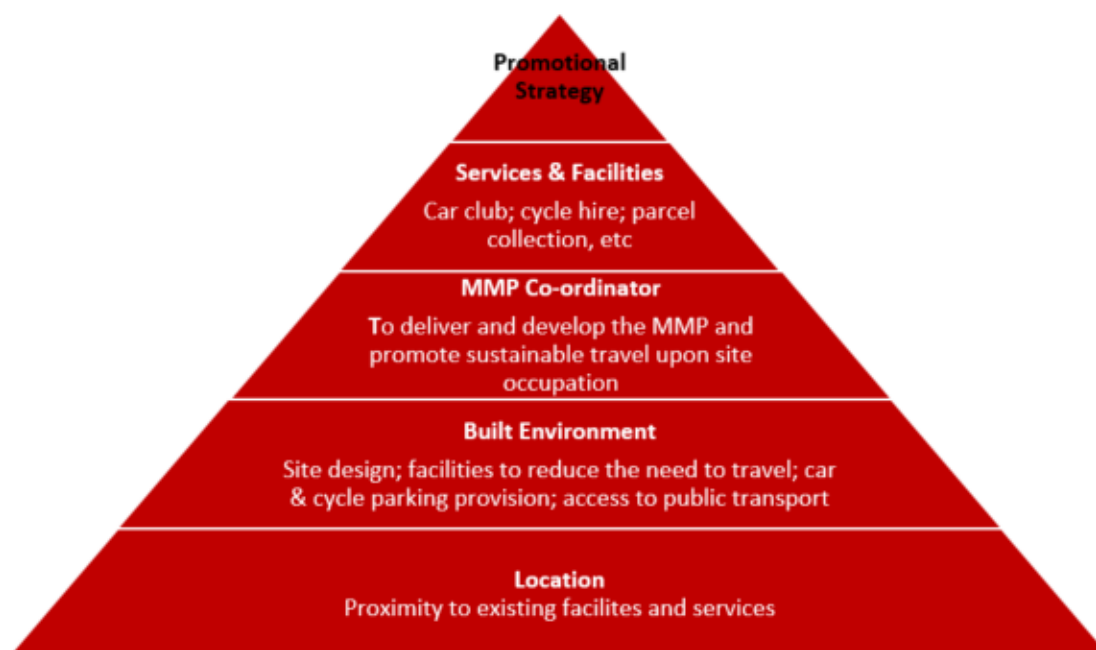 Promotional
Strategy
Services & Facilities
Car club; cycle hire; parcel
collection, etc
MMP Co-ordinator
To deliver and develop the MMP and
promote sustainable travel upon site
occupation
Built Environment
Site design; facilities to reduce the need to travel; car
& cycle parking provision; access to public transport
Location
Proximity to existing facilites and services